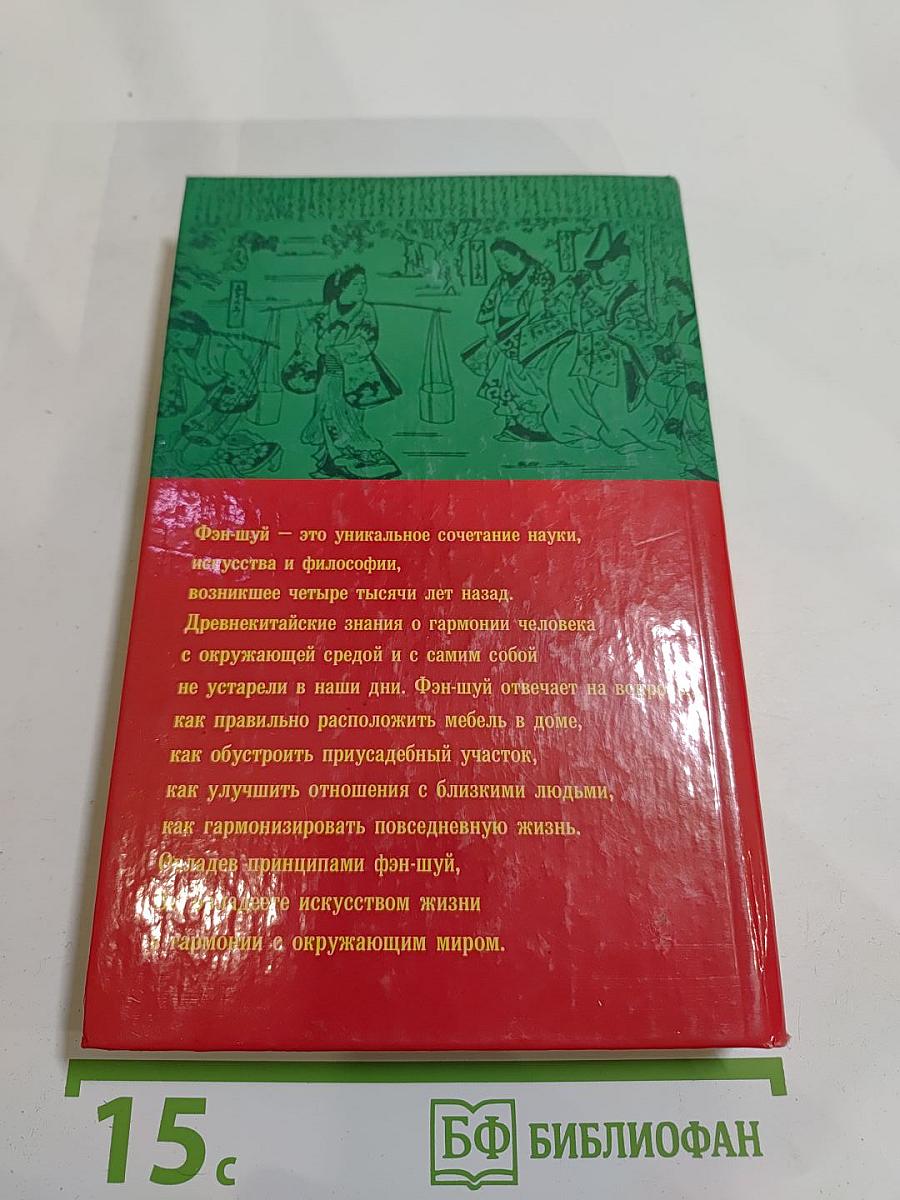 Фэн-шуй — это уникальное сочетание науки,
искусства и философии,
возникшее четыре тысячи лет назад.
Древнекитайские знания о гармонии человека
с окружающей средой и с самим собой
не устарели в наши дни. Фэн-шуй отвечает на
как правильно расположить мебель в доме,
как обустроить приусадебный участок,
как улучшить отношения с близкими людьми,
как гармонизировать повседневную жизнь.
Овладев принципами фэн-шуй,
овладеете искусством жизни
гармонии с окружающим миром.
15 с
БФ БИБЛИОФАН